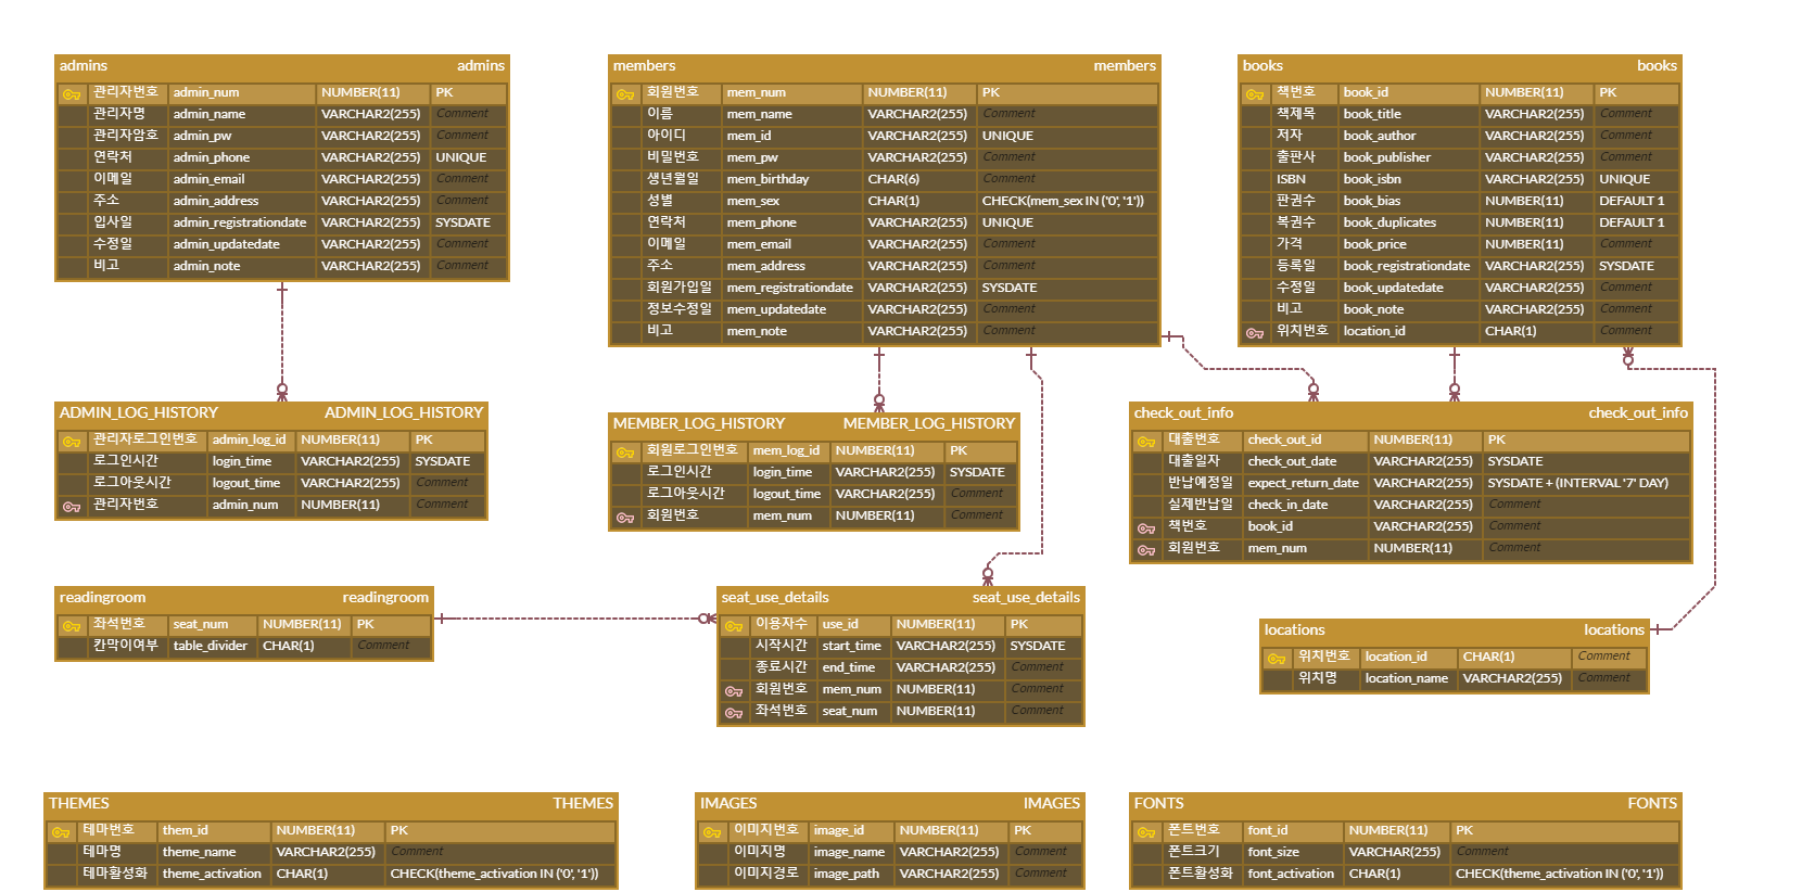 admins admins
관리자번호 admin_num NUMBER(11) PK
관리자명 admin_name VARCHAR2(255) Comment
관리자암호 admin_pw VARCHAR2(255) Comment
연락처 admin_phone VARCHAR2(255) UNIQUE
이메일 admin_email VARCHAR2(255) Comment
주소 admin_address VARCHAR2(255) Comment
입사일 admin_registrationdate VARCHAR2(255) SYSDATE
수정일 admin_updatedate VARCHAR2(255) Comment
비고 admin_note VARCHAR2(255) Comment
members members
회원번호 mem_num NUMBER(11) PK
이름 mem_name VARCHAR2(255) Comment
아이디 mem_id VARCHAR2(255) UNIQUE
비밀번호 mem_pw VARCHAR2(255) Comment
생년월일 mem_birthday CHAR(6) Comment
성별 mem_sex CHAR(1) CHECK(mem_sex IN ('0', '1'))
연락처 mem_phone VARCHAR2(255) UNIQUE
이메일 mem_email VARCHAR2(255) Comment
주소 mem_address VARCHAR2(255) Comment
회원가입일 mem_registrationdate VARCHAR2(255) SYSDATE
정보수정일 mem_updatedate VARCHAR2(255) Comment
비고 mem_note VARCHAR2(255) Comment
books books
책번호 book_id NUMBER(11) PK
책제목 book_title VARCHAR2(255) Comment
저자 book_author VARCHAR2(255) Comment
출판사 book_publisher VARCHAR2(255) Comment
ISBN book_isbn VARCHAR2(255) UNIQUE
판권수 book_bias NUMBER(11) DEFAULT 1
복권수 book_duplicates NUMBER(11) DEFAULT 1
가격 book_price NUMBER(11) Comment
등록일 book_registrationdate VARCHAR2(255) SYSDATE
수정일 book_updatedate VARCHAR2(255) Comment
비고 book_note VARCHAR2(255) Comment
위치번호 location_id CHAR(1) Comment
ADMIN_LOG_HISTORY ADMIN_LOG_HISTORY
관리자로그인번호 admin_log_id NUMBER(11) PK
로그인시간 login_time VARCHAR2(255) SYSDATE
로그아웃시간 logout_time VARCHAR2(255) Comment
관리자번호 admin_num NUMBER(11) Comment
MEMBER_LOG_HISTORY MEMBER_LOG_HISTORY
회원로그인번호 mem_log_id NUMBER(11) PK
로그인시간 login_time VARCHAR2(255) SYSDATE
로그아웃시간 logout_time VARCHAR2(255) Comment
회원번호 mem_num NUMBER(11) Comment
check_out_info check_out_info
대출번호 check_out_id NUMBER(11) PK
대출일자 check_out_date VARCHAR2(255) SYSDATE
반납예정일 expect_return_date VARCHAR2(255) SYSDATE + (INTERVAL '7' DAY)
실제반납일 check_in_date VARCHAR2(255) Comment
책번호 book_id VARCHAR2(255) Comment
회원번호 mem_num NUMBER(11) Comment
readingroom readingroom
좌석번호 seat_num NUMBER(11) PK
칸막이여부 table_divider CHAR(1) Comment
seat_use_details seat_use_details
이용자수 use_id NUMBER(11) PK
시작시간 start_time VARCHAR2(255) SYSDATE
종료시간 end_time VARCHAR2(255) Comment
회원번호 mem_num NUMBER(11) Comment
좌석번호 seat_num NUMBER(11) Comment
locations locations
위치번호 location_id CHAR(1) Comment
위치명 location_name VARCHAR2(255) Comment
THEMES THEMES
테마번호 them_id NUMBER(11) PK
테마명 theme_name VARCHAR2(255) Comment
테마활성화 theme_activation CHAR(1) CHECK(theme_activation IN ('0', '1'))
IMAGES IMAGES
이미지번호 image_id NUMBER(11) PK
이미지명 image_name VARCHAR2(255) Comment
이미지경로 image_path VARCHAR2(255) Comment
FONTS FONTS
폰트번호 font_id NUMBER(11) PK
폰트크기 font_size VARCHAR(255) Comment
폰트활성화 font_activation CHAR(1) CHECK(theme_activation IN ('0', '1'))